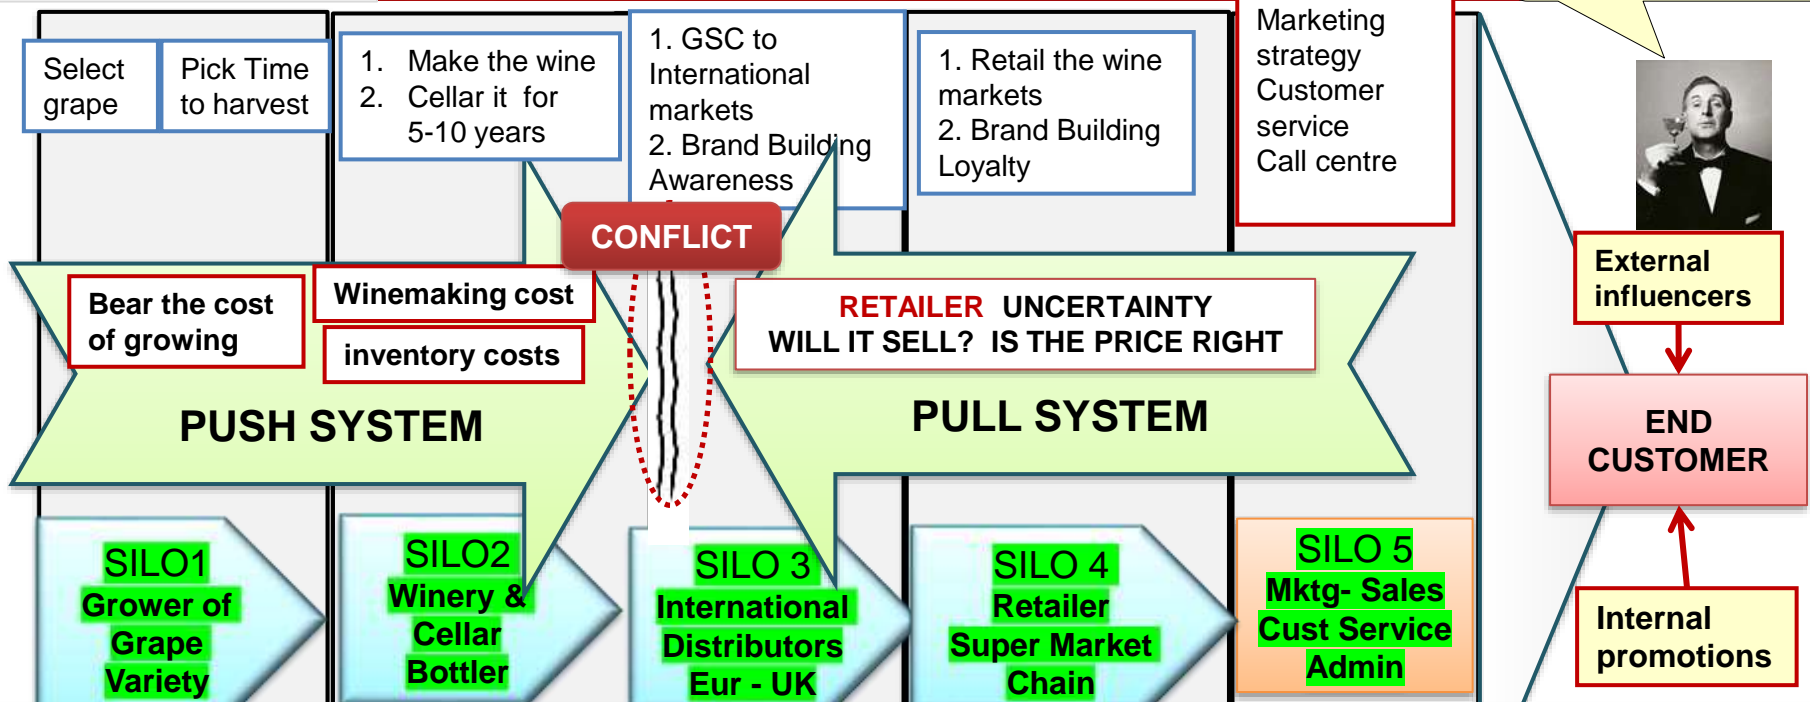 Select
grape
Pick Time
to harvest
1. Make the wine
2. Cellar it for
5-10 years
1. GSC to
International
markets
2. Brand Building
Awareness
1. Retail the wine
markets
2. Brand Building
Loyalty
Marketing
strategy
Customer
service
Call centre
CONFLICT
Bear the cost
of growing
Winemaking cost
inventory costs
PUSH SYSTEM
RETAILER UNCERTAINTY
WILL IT SELL? IS THE PRICE RIGHT
PULL SYSTEM
External
influencers
END
CUSTOMER
Internal
promotions
SILO1
Grower of
Grape
Variety
SILO2
Winery &
Cellar
Bottler
SILO 3
International
Distributors
Eur - UK
SILO 4
Retailer
Super Market
Chain
SILO 5
Mktg- Sales
Cust Service
Admin